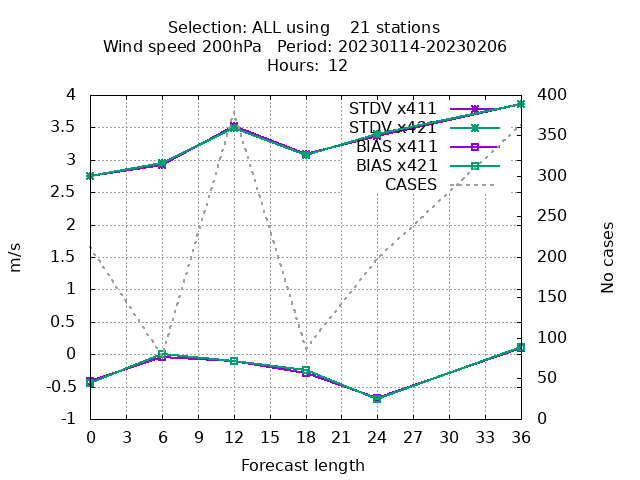 Selection: ALL using 21 stations
Wind speed 200hPa Period: 20230114-20230206
Hours: 12
4
3.5
3
2.5
2
1.5
1
0.5
0
-0.5
-1
m/s
STDV x411
STDV x421
BIAS x411
BIAS x421
CASES
400
350
300
250
200
150
100
50
0
No cases
0 3 6 9 12 15 18 21 24 27 30 33 36
Forecast length